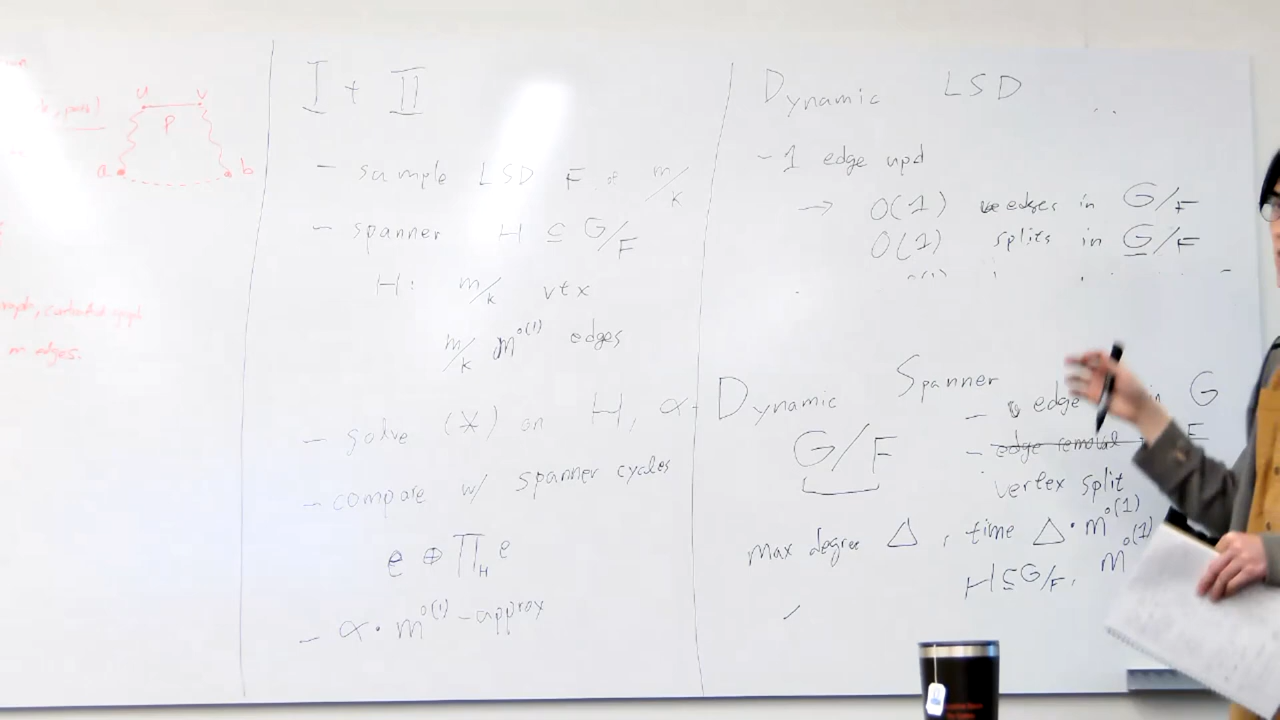 u v
P
a b
m edges.
I + II
- sample LSD F of m/k
- spanner H ⊆ G/F
H: m/k vtx
m/k m^o(1) edges
- solve (*) on H, α-
- compare w/ spanner cycles
e ⊕ Π_H^e
- α · m^o(1) - approx
Dynamic LSD
- 1 edge upd
→ O(1) edges in G/F
O(1) splits in G/F
Dynamic Spanner
G/F
- edge in G
- edge removal F
vertex split
max degree Δ, time Δ · m^o(1)
H ⊆ G/F, m^o(1)